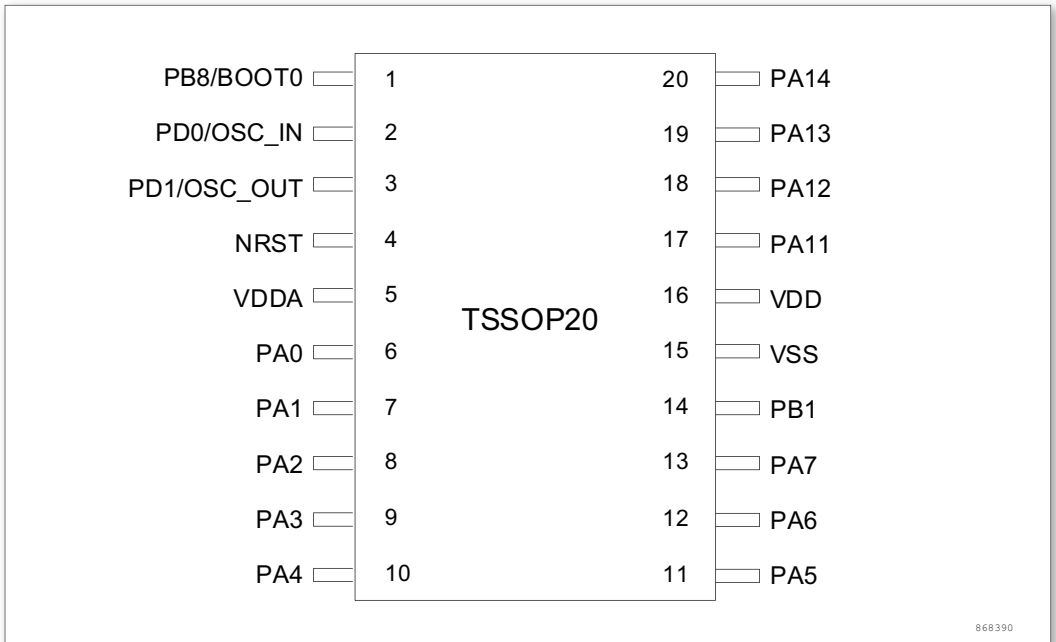 PB8/BOOT0 1 20 PA14
PD0/OSC_IN 2 19 PA13
PD1/OSC_OUT 3 18 PA12
NRST 4 17 PA11
VDDA 5 16 VDD
TSSOP20
PA0 6 15 VSS
PA1 7 14 PB1
PA2 8 13 PA7
PA3 9 12 PA6
PA4 10 11 PA5
868390